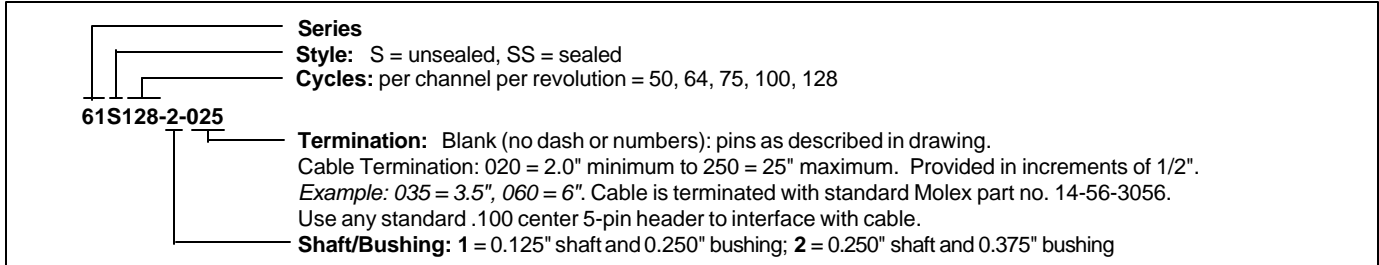 Series
Style: S = unsealed, SS = sealed
Cycles: per channel per revolution = 50, 64, 75, 100, 128
61S128-2-025
Termination: Blank (no dash or numbers): pins as described in drawing.
Cable Termination: 020 = 2.0" minimum to 250 = 25" maximum. Provided in increments of 1/2".
Example: 035 = 3.5", 060 = 6". Cable is terminated with standard Molex part no. 14-56-3056.
Use any standard .100 center 5-pin header to interface with cable.
Shaft/Bushing: 1 = 0.125" shaft and 0.250" bushing; 2 = 0.250" shaft and 0.375" bushing